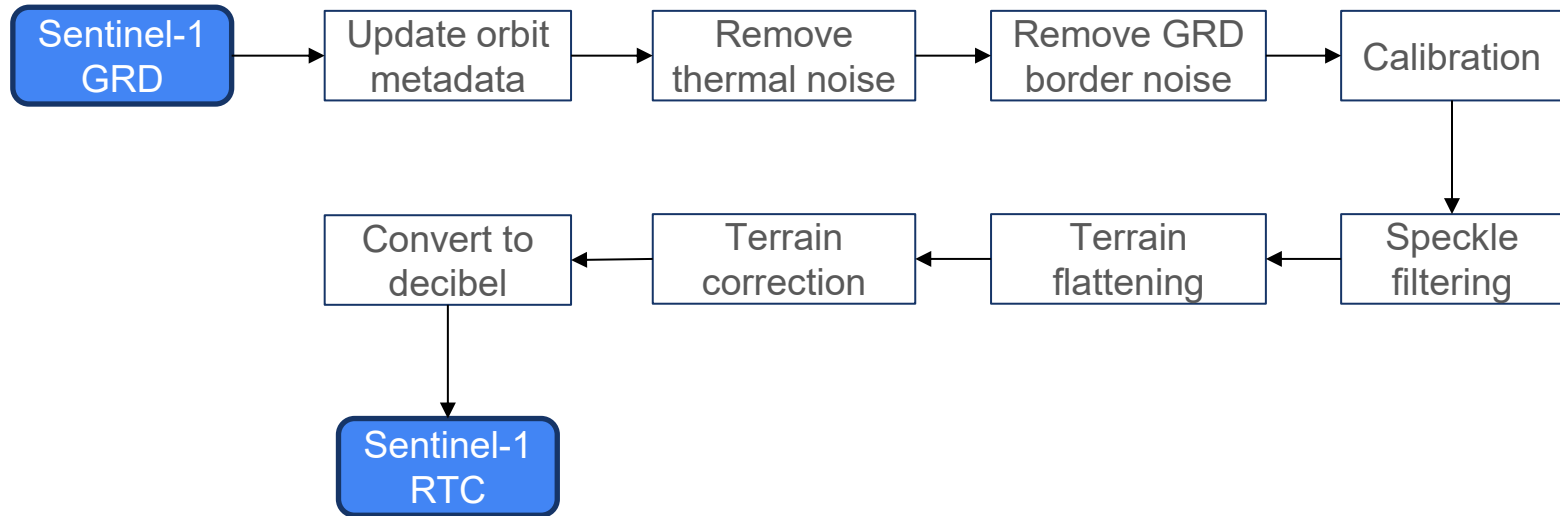 Sentinel-1
GRD
Update orbit
metadata
Remove
thermal noise
Remove GRD
border noise
Calibration
Speckle
filtering
Terrain
flattening
Terrain
correction
Convert to
decibel
Sentinel-1
RTC